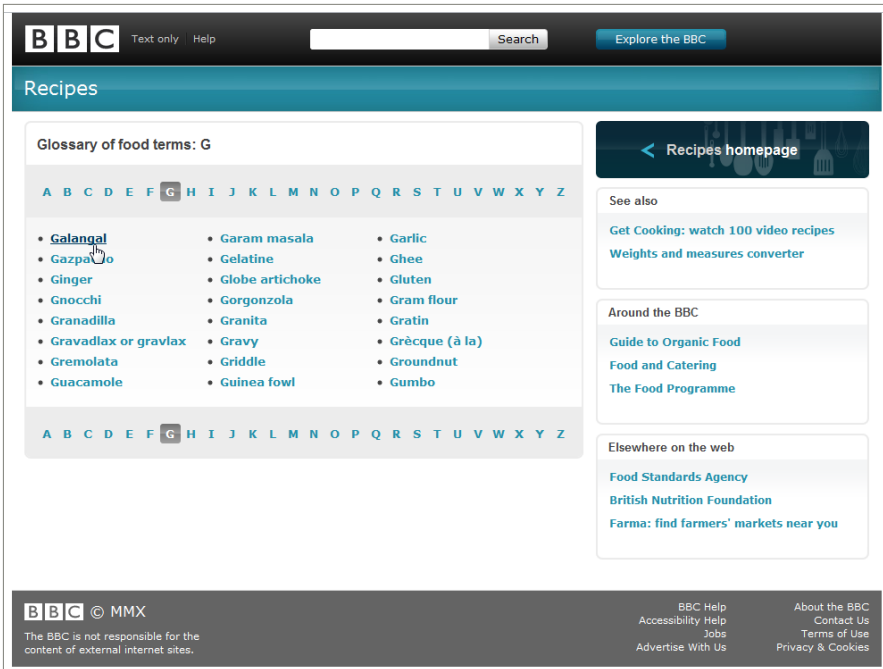 BBC Text only Help Search Explore the BBC
Recipes
Glossary of food terms: G
A B C D E F G H I J K L M N O P Q R S T U V W X Y Z
• Galangal
• Gazpacho
• Ginger
• Gnocchi
• Granadilla
• Gravadlax or gravlax
• Gremolata
• Guacamole
• Garam masala
• Gelatine
• Globe artichoke
• Gorgonzola
• Granita
• Gravy
• Griddle
• Guinea fowl
• Garlic
• Ghee
• Gluten
• Gram flour
• Gratin
• Grècque (à la)
• Groundnut
• Gumbo
A B C D E F G H I J K L M N O P Q R S T U V W X Y Z
< Recipes homepage
See also
Get Cooking: watch 100 video recipes
Weights and measures converter
Around the BBC
Guide to Organic Food
Food and Catering
The Food Programme
Elsewhere on the web
Food Standards Agency
British Nutrition Foundation
Farma: find farmers' markets near you
BBC © MMX
The BBC is not responsible for the
content of external internet sites.
BBC Help
Accessibility Help
Jobs
Advertise With Us
About the BBC
Contact Us
Terms of Use
Privacy & Cookies